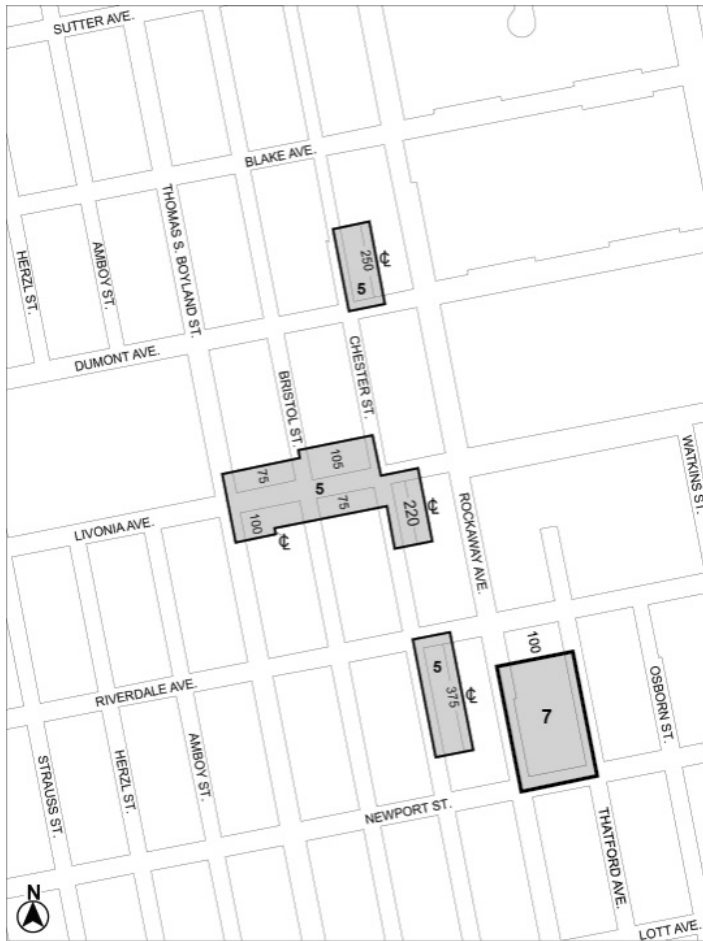 SUTTER AVE.
BLAKE AVE.
THOMAS S. BOYLAND ST.
HERZL ST.
AMBOY ST.
250
℄
5
DUMONT AVE.
CHESTER ST.
BRISTOL ST.
WATKINS ST.
105
75
5
75
100
℄
220
℄
ROCKAWAY AVE.
LIVONIA AVE.
100
5
375
℄
7
OSBORN ST.
RIVERDALE AVE.
STRAUSS ST.
HERZL ST.
AMBOY ST.
NEWPORT ST.
THATFORD AVE.
N
LOTT AVE.